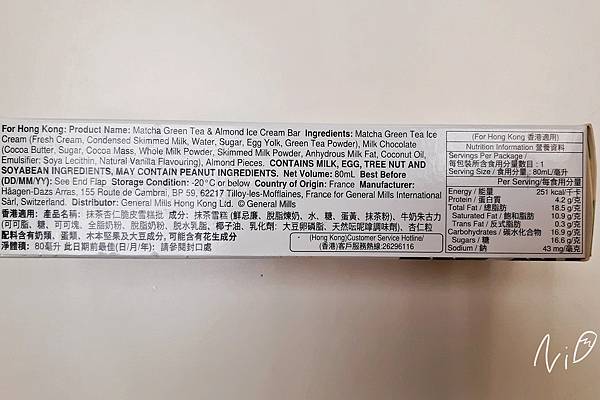 For Hong Kong: Product Name: Matcha Green Tea & Almond Ice Cream Bar Ingredients: Matcha Green Tea Ice
Cream (Fresh Cream, Condensed Skimmed Milk, Water, Sugar, Egg Yolk, Green Tea Powder), Milk Chocolate
(Cocoa Butter, Sugar, Cocoa Mass, Whole Milk Powder, Skimmed Milk Powder, Anhydrous Milk Fat, Coconut Oil,
Emulsifier: Soya Lecithin, Natural Vanilla Flavouring), Almond Pieces. CONTAINS MILK, EGG, TREE NUT AND
SOYABEAN INGREDIENTS, MAY CONTAIN PEANUT INGREDIENTS. Net Volume: 80mL Best Before
(DD/MM/YY): See End Flap Storage Condition: -20°C or below Country of Origin: France Manufacturer:
Häagen-Dazs Arras, 155 Route de Cambrai, BP 59, 62217 Tilloy-les-Mofflaines, France for General Mills International
Sàrl, Switzerland. Distributor: General Mills Hong Kong Ltd. © General Mills
香港適用: 產品名稱: 抹茶杏仁脆皮雪糕批 成分: 抹茶雪糕 (鮮忌廉、脫脂煉奶、水、糖、蛋黃、抹茶粉)、牛奶朱古力
(可可脂、糖、可可塊、全脂奶粉、脫脂奶粉、脫水乳脂、椰子油、乳化劑: 大豆卵磷脂、天然呍呢嗱調味劑)、杏仁粒
配料含有奶類、蛋類、木本堅果及大豆成分, 可能含有花生成分
淨體積: 80毫升 此日期前最佳(日/月/年): 請參閱封口處
(Hong Kong)Customer Service Hotline/
(香港)客戶服務熱線:26296116
(For Hong Kong 香港適用)
Nutrition Information 營養資料
Servings Per Package /
每包裝所含食用分量數目 : 1
Serving Size / 食用分量: 80mL/毫升
Per Serving/每食用分量
Energy / 能量 251 kcal/千卡
Protein / 蛋白質 4.2 g/克
Total Fat / 總脂肪 18.5 g/克
Saturated Fat / 飽和脂肪 10.9 g/克
Trans Fat / 反式脂肪 0.3 g/克
Carbohydrates / 碳水化合物 16.9 g/克
Sugars / 糖 16.6 g/克
Sodium / 鈉 43 mg/毫克